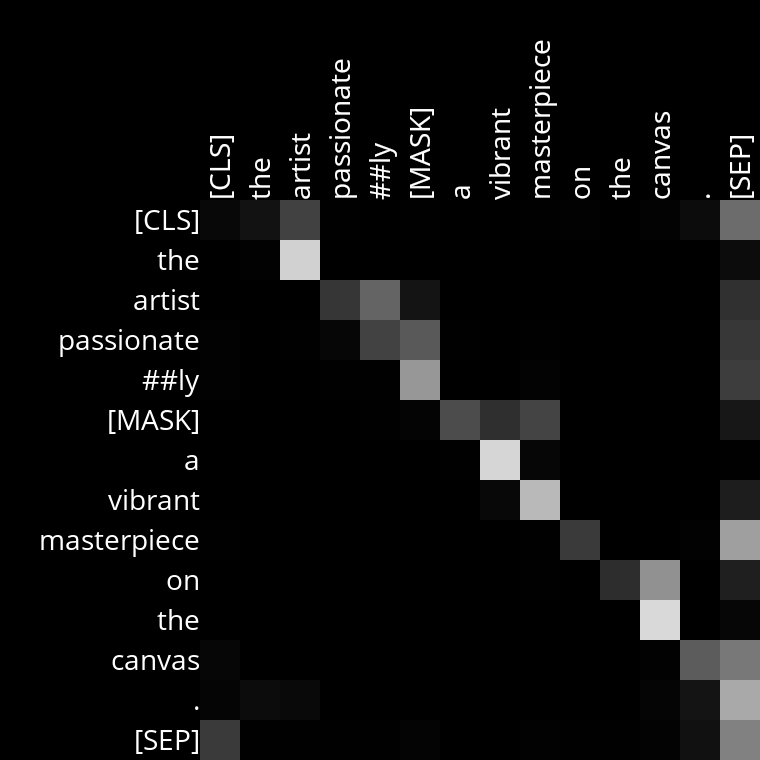 [CLS] the artist passionate ##ly [MASK] a vibrant masterpiece on the canvas . [SEP]
[CLS]
the
artist
passionate
##ly
[MASK]
a
vibrant
masterpiece
on
the
canvas
.
[SEP]